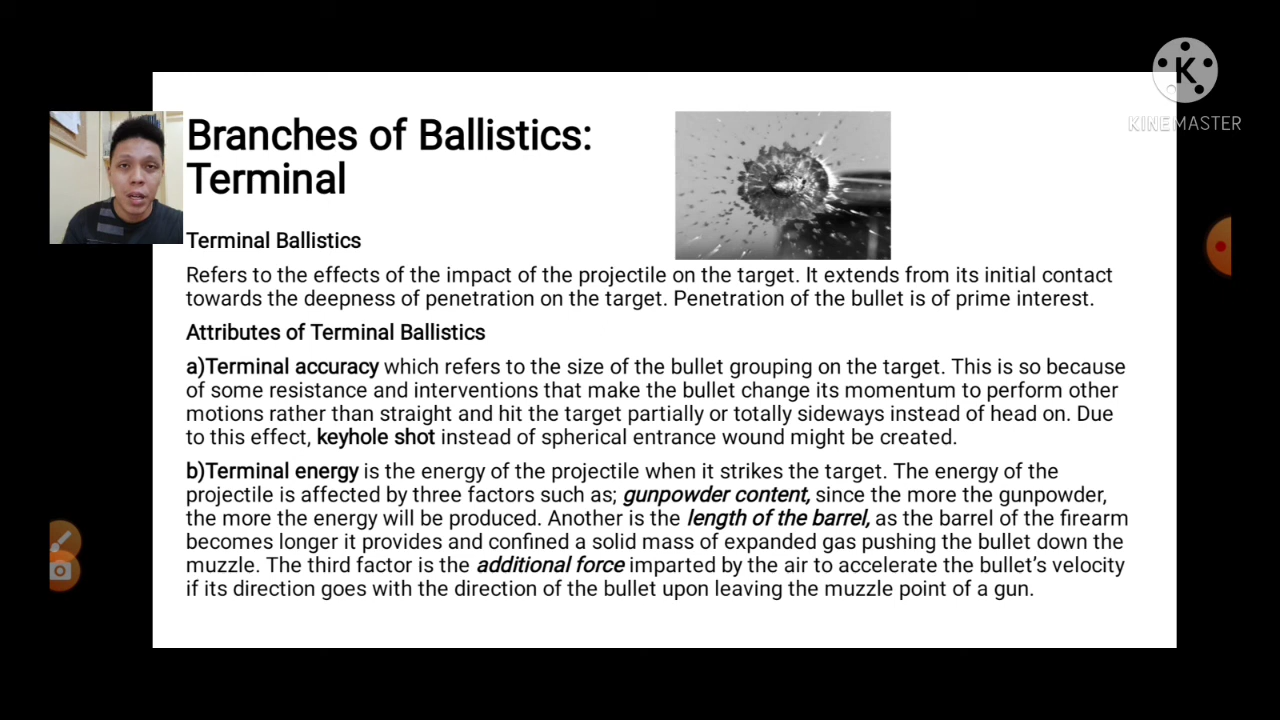 K
KINEMASTER
Branches of Ballistics:
Terminal
Terminal Ballistics
Refers to the effects of the impact of the projectile on the target. It extends from its initial contact
towards the deepness of penetration on the target. Penetration of the bullet is of prime interest.
Attributes of Terminal Ballistics
a)Terminal accuracy which refers to the size of the bullet grouping on the target. This is so because
of some resistance and interventions that make the bullet change its momentum to perform other
motions rather than straight and hit the target partially or totally sideways instead of head on. Due
to this effect, keyhole shot instead of spherical entrance wound might be created.
b)Terminal energy is the energy of the projectile when it strikes the target. The energy of the
projectile is affected by three factors such as; gunpowder content, since the more the gunpowder,
the more the energy will be produced. Another is the length of the barrel, as the barrel of the firearm
becomes longer it provides and confined a solid mass of expanded gas pushing the bullet down the
muzzle. The third factor is the additional force imparted by the air to accelerate the bullet's velocity
if its direction goes with the direction of the bullet upon leaving the muzzle point of a gun.